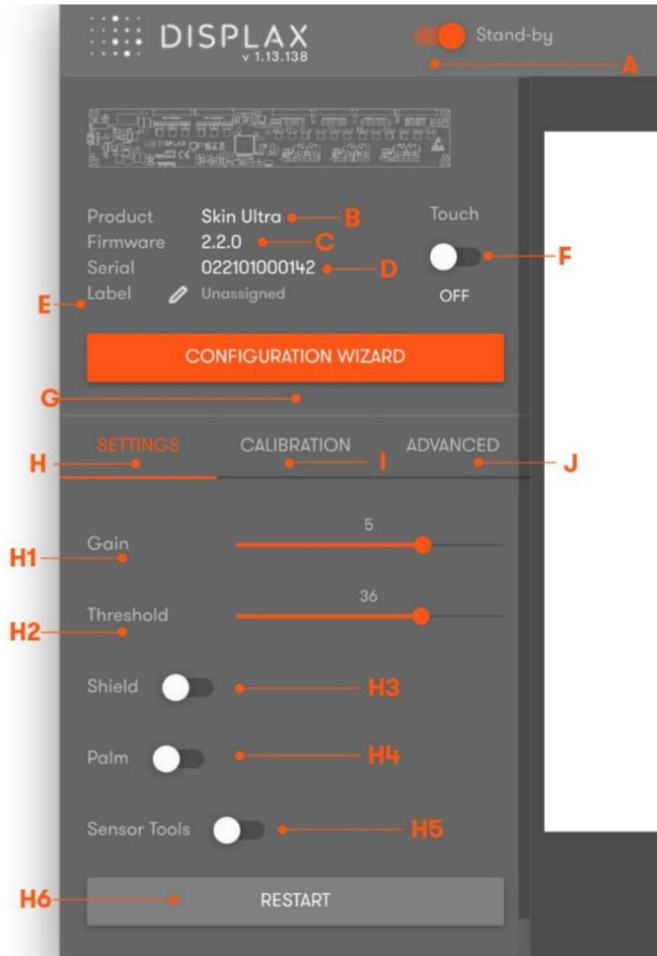 DISPLAX
v 1.13.138
Stand-by
A
Product Skin Ultra B
Touch
Firmware 2.2.0 C
Serial 022101000142 D
F
E Label Unassigned
OFF
CONFIGURATION WIZARD
G
SETTINGS CALIBRATION ADVANCED
H I J
5
Gain
H1
36
Threshold
H2
Shield H3
Palm H4
Sensor Tools H5
H6 RESTART